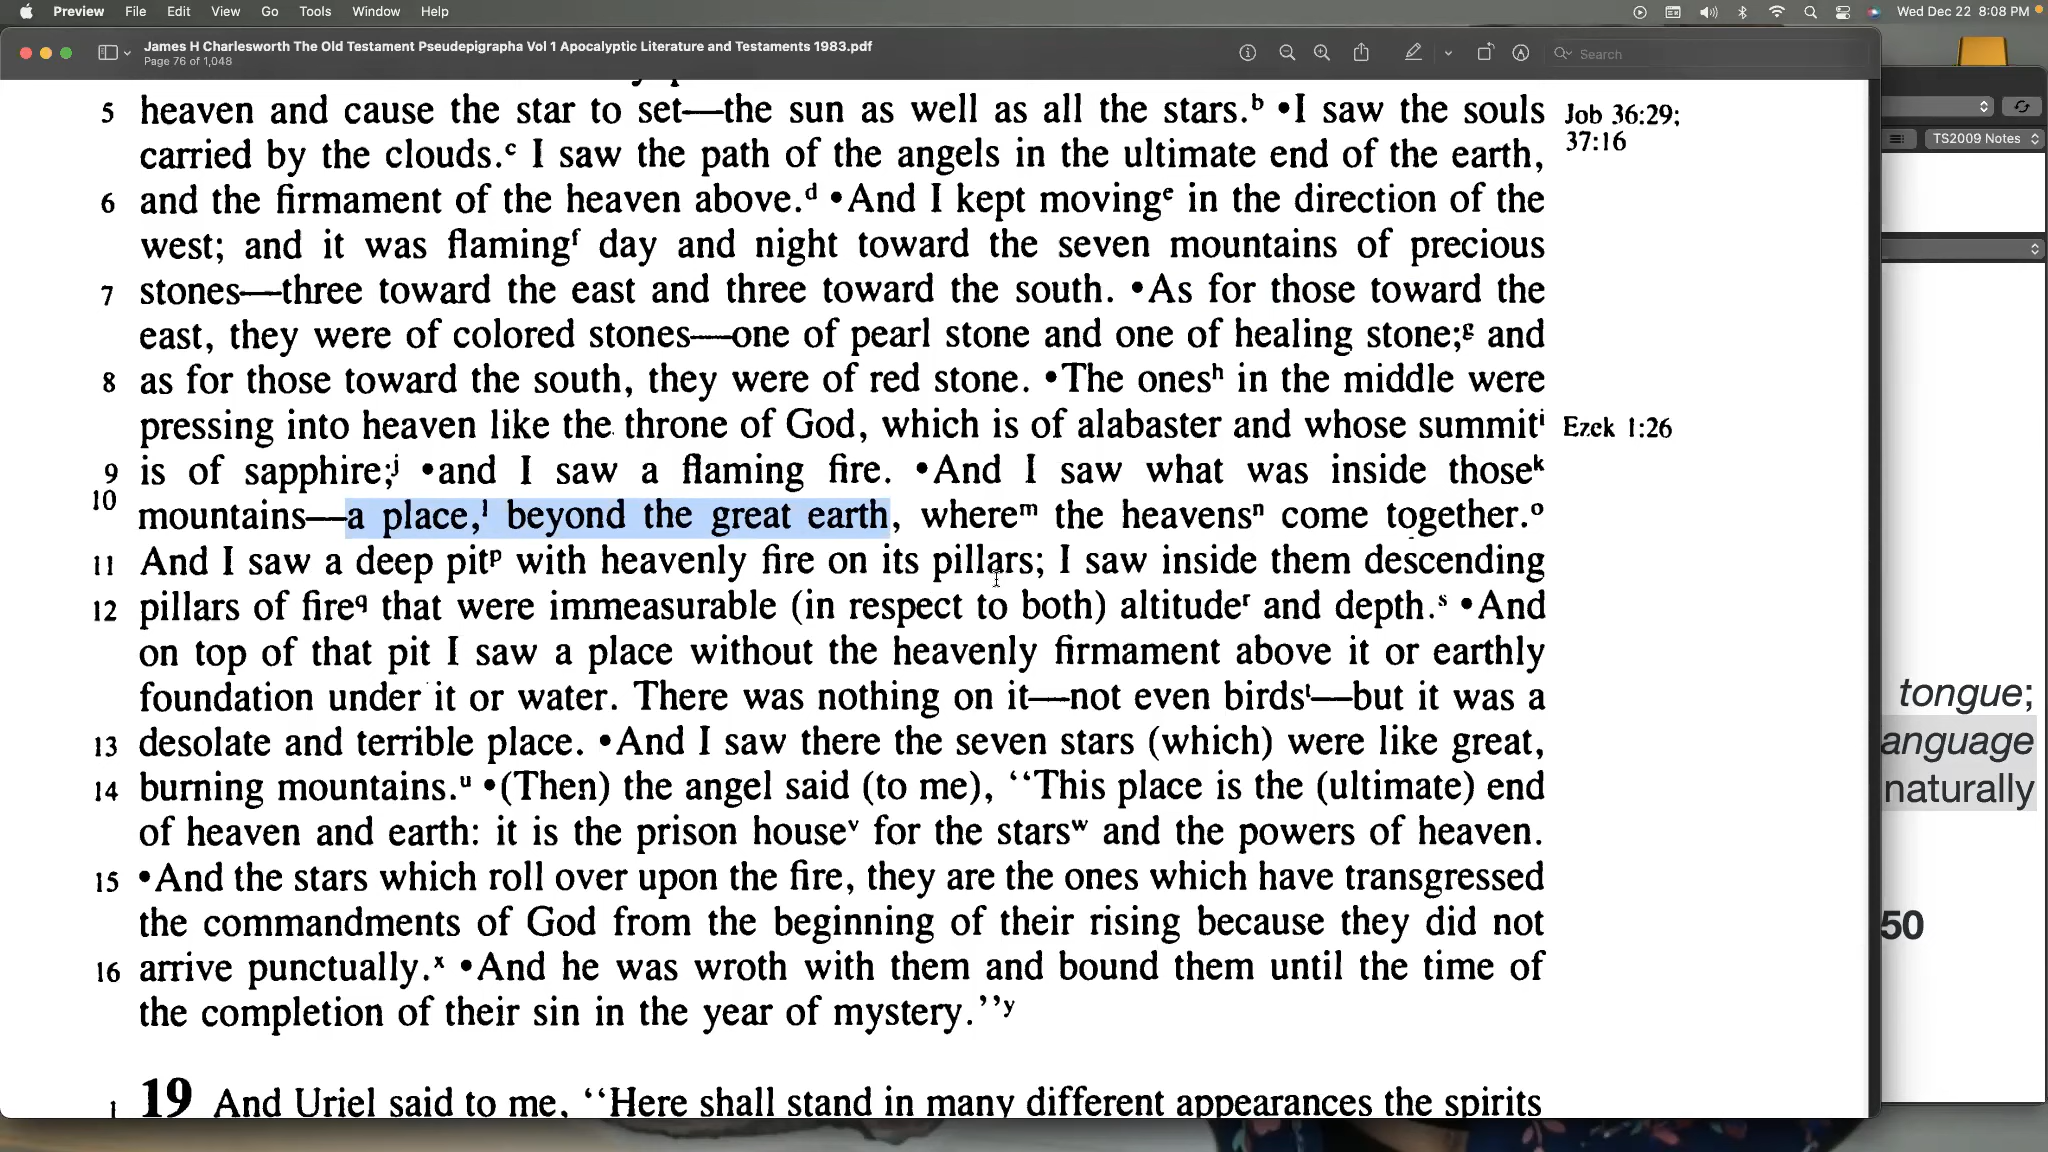 Preview File Edit View Go Tools Window Help Wed Dec 22 8:08 PM
James H Charlesworth The Old Testament Pseudepigrapha Vol 1 Apocalyptic Literature and Testaments 1983.pdf
Page 76 of 1,048
Search
5 heaven and cause the star to set—the sun as well as all the stars.ᵇ •I saw the souls Job 36:29;
carried by the clouds.ᶜ I saw the path of the angels in the ultimate end of the earth, 37:16
6 and the firmament of the heaven above.ᵈ •And I kept movingᵉ in the direction of the
west; and it was flamingᶠ day and night toward the seven mountains of precious
7 stones—three toward the east and three toward the south. •As for those toward the
east, they were of colored stones—one of pearl stone and one of healing stone;ᵍ and
8 as for those toward the south, they were of red stone. •The onesʰ in the middle were
pressing into heaven like the throne of God, which is of alabaster and whose summitⁱ Ezek 1:26
9 is of sapphire;ʲ •and I saw a flaming fire. •And I saw what was inside thoseᵏ
10 mountains—a place,ˡ beyond the great earth, whereᵐ the heavensⁿ come together.ᵒ
11 And I saw a deep pitᵖ with heavenly fire on its pillars; I saw inside them descending
12 pillars of fire𐞥 that were immeasurable (in respect to both) altitudeʳ and depth.ˢ •And
on top of that pit I saw a place without the heavenly firmament above it or earthly
foundation under it or water. There was nothing on it—not even birdsᵗ—but it was a
13 desolate and terrible place. •And I saw there the seven stars (which) were like great,
14 burning mountains.ᵘ •(Then) the angel said (to me), ‘‘This place is the (ultimate) end
of heaven and earth: it is the prison houseᵛ for the starsʷ and the powers of heaven.
15 •And the stars which roll over upon the fire, they are the ones which have transgressed
the commandments of God from the beginning of their rising because they did not
16 arrive punctually.ˣ •And he was wroth with them and bound them until the time of
the completion of their sin in the year of mystery.’’ʸ
1 19 And Uriel said to me, ‘‘Here shall stand in many different appearances the spirits
TS2009 Notes
tongue;
anguage
naturally
50